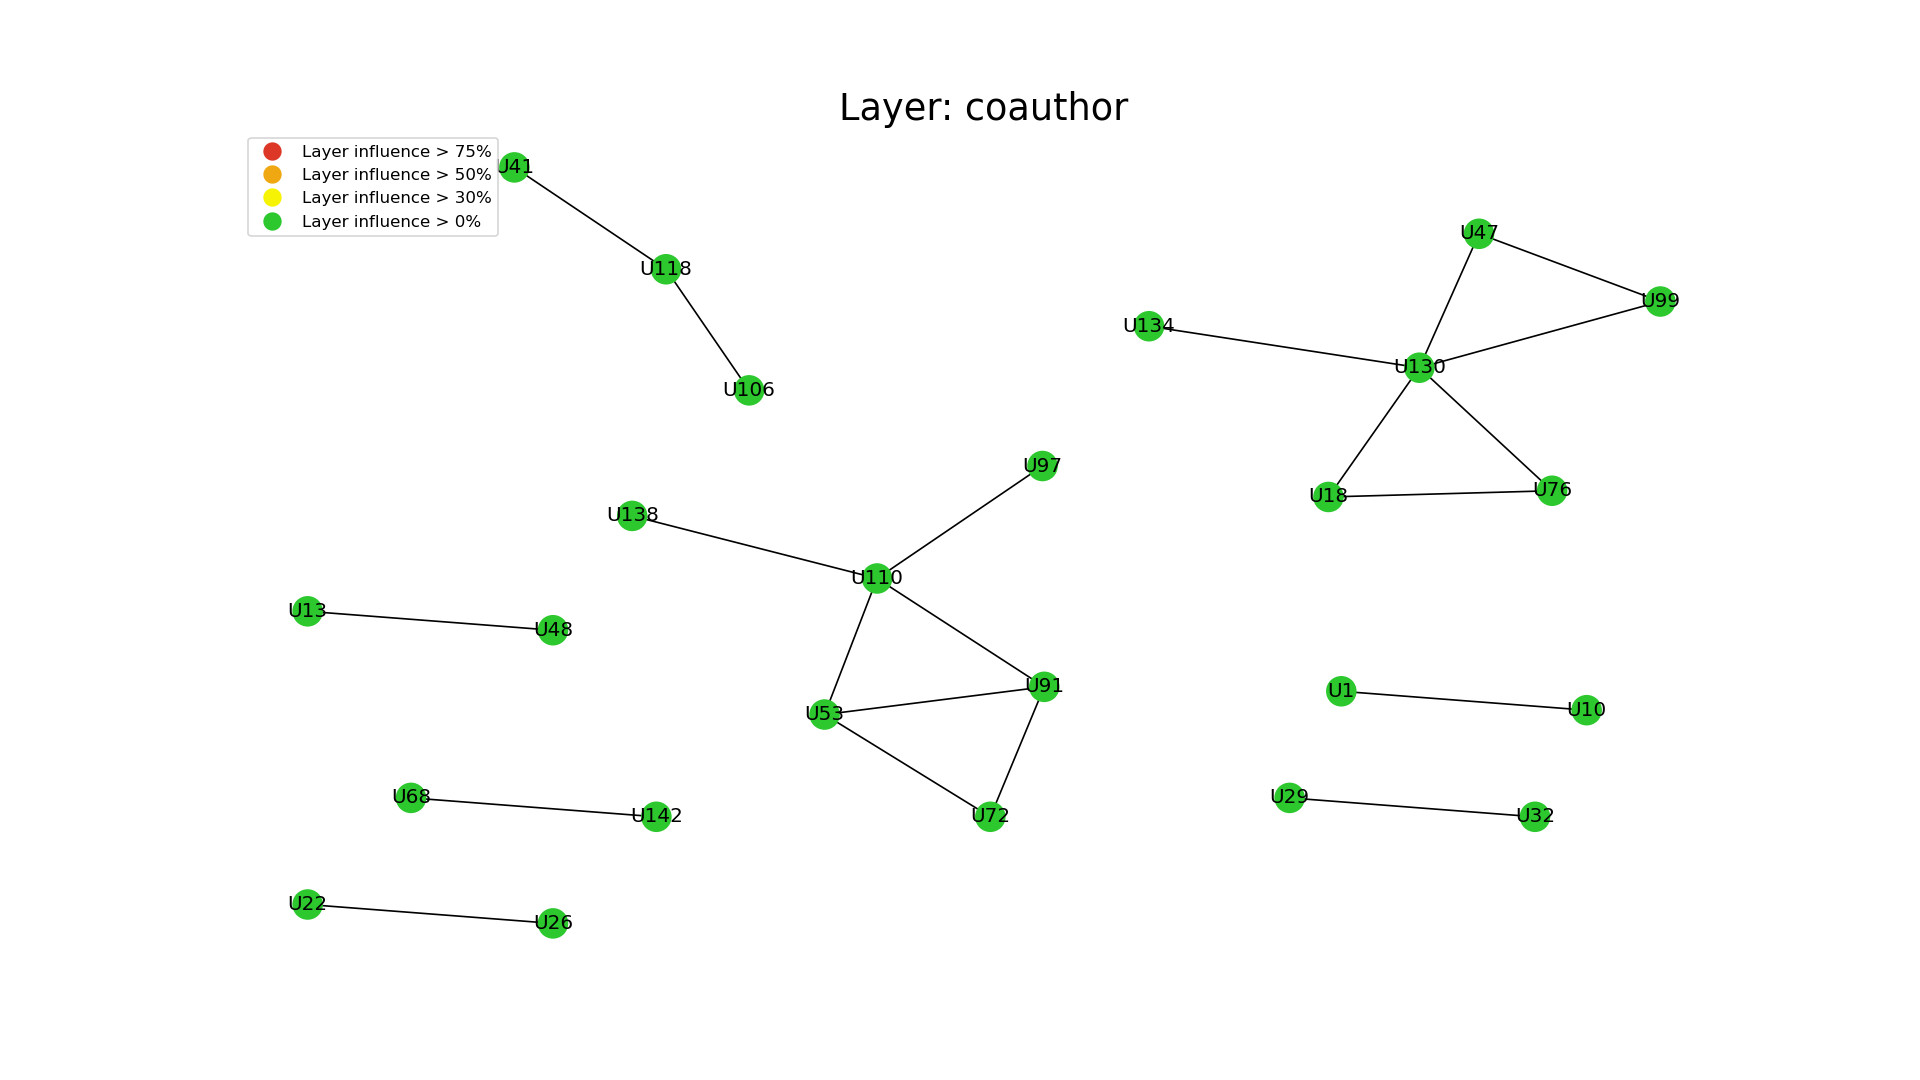 Layer: coauthor
Layer influence > 75%
Layer influence > 50%
Layer influence > 30%
Layer influence > 0%
U41
U47
U118
U99
U134
U130
U106
U97
U76
U18
U138
U110
U13
U48
U91
U1
U10
U53
U68
U29
U142
U72
U32
U22
U26